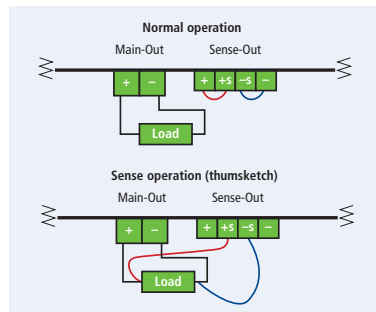 Normal operation
Main-Out Sense-Out
+ − + +s −s −
Load
Sense operation (thumsketch)
Main-Out Sense-Out
+ − + +s −s −
Load